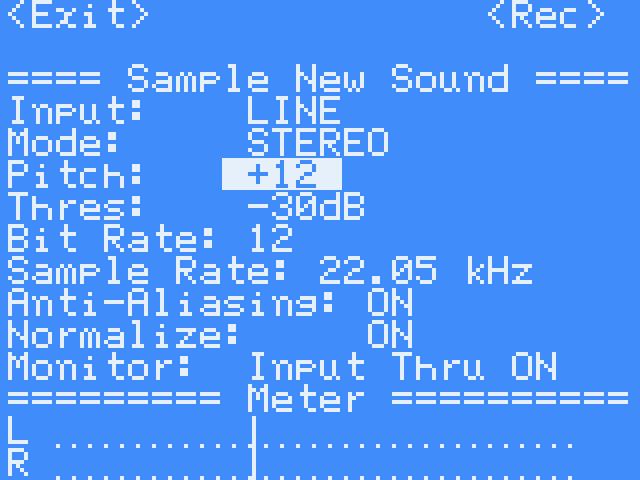 <Exit> <Rec>
==== Sample New Sound ====
Input: LINE
Mode: STEREO
Pitch: +12
Thres: -30dB
Bit Rate: 12
Sample Rate: 22.05 kHz
Anti-Aliasing: ON
Normalize: ON
Monitor: Input Thru ON
========= Meter ==========
L ......................................
R ......................................